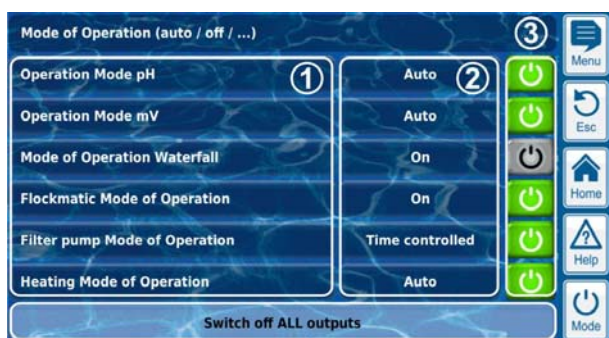 Mode of Operation (auto / off / ...)
3
Operation Mode pH
1
Auto
2
Operation Mode mV
Auto
Mode of Operation Waterfall
On
Flockmatic Mode of Operation
On
Filter pump Mode of Operation
Time controlled
Heating Mode of Operation
Auto
Switch off ALL outputs
Menu
Esc
Home
?
Help
Mode